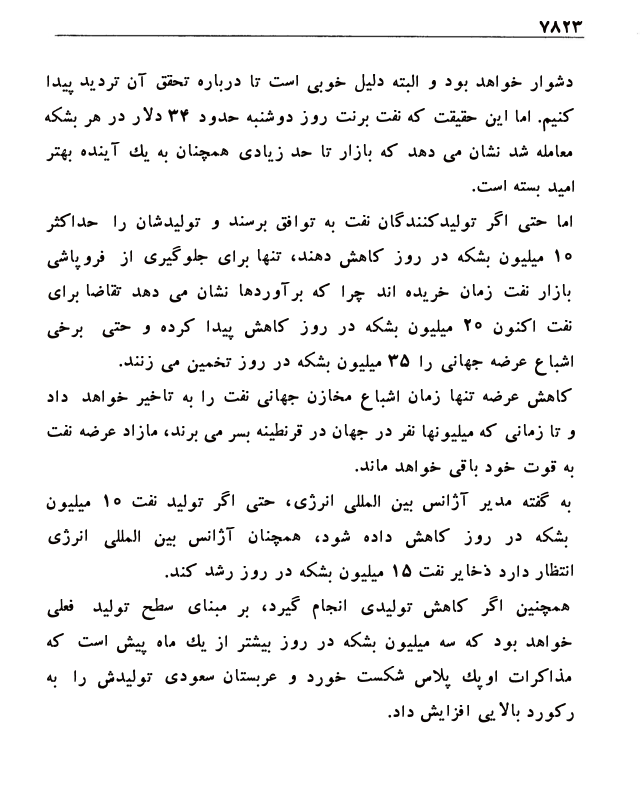 ۷۸۲۳
دشوار خواهد بود و البته دلیل خوبی است تا درباره تحقق آن تردید پیدا
کنیم. اما این حقیقت که نفت برنت روز دوشنبه حدود ۳۴ دلار در هر بشکه
معامله شد نشان می دهد که بازار تا حد زیادی همچنان به یك آینده بهتر
امید بسته است.
اما حتی اگر تولیدکنندگان نفت به توافق برسند و تولیدشان را حداکثر
۱۰ میلیون بشکه در روز کاهش دهند، تنها برای جلوگیری از فروپاشی
بازار نفت زمان خریده اند چرا که برآوردها نشان می دهد تقاضا برای
نفت اکنون ۲۰ میلیون بشکه در روز کاهش پیدا کرده و حتی برخی
اشباع عرضه جهانی را ۳۵ میلیون بشکه در روز تخمین می زنند.
کاهش عرضه تنها زمان اشباع مخازن جهانی نفت را به تاخیر خواهد داد
و تا زمانی که میلیونها نفر در جهان در قرنطینه بسر می برند، مازاد عرضه نفت
به قوت خود باقی خواهد ماند.
به گفته مدیر آژانس بین المللی انرژی، حتی اگر تولید نفت ۱۰ میلیون
بشکه در روز کاهش داده شود، همچنان آژانس بین المللی انرژی
انتظار دارد ذخایر نفت ۱۵ میلیون بشکه در روز رشد کند.
همچنین اگر کاهش تولیدی انجام گیرد، بر مبنای سطح تولید فعلی
خواهد بود که سه میلیون بشکه در روز بیشتر از یك ماه پیش است که
مذاکرات اوپك پلاس شکست خورد و عربستان سعودی تولیدش را به
رکورد بالایی افزایش داد.